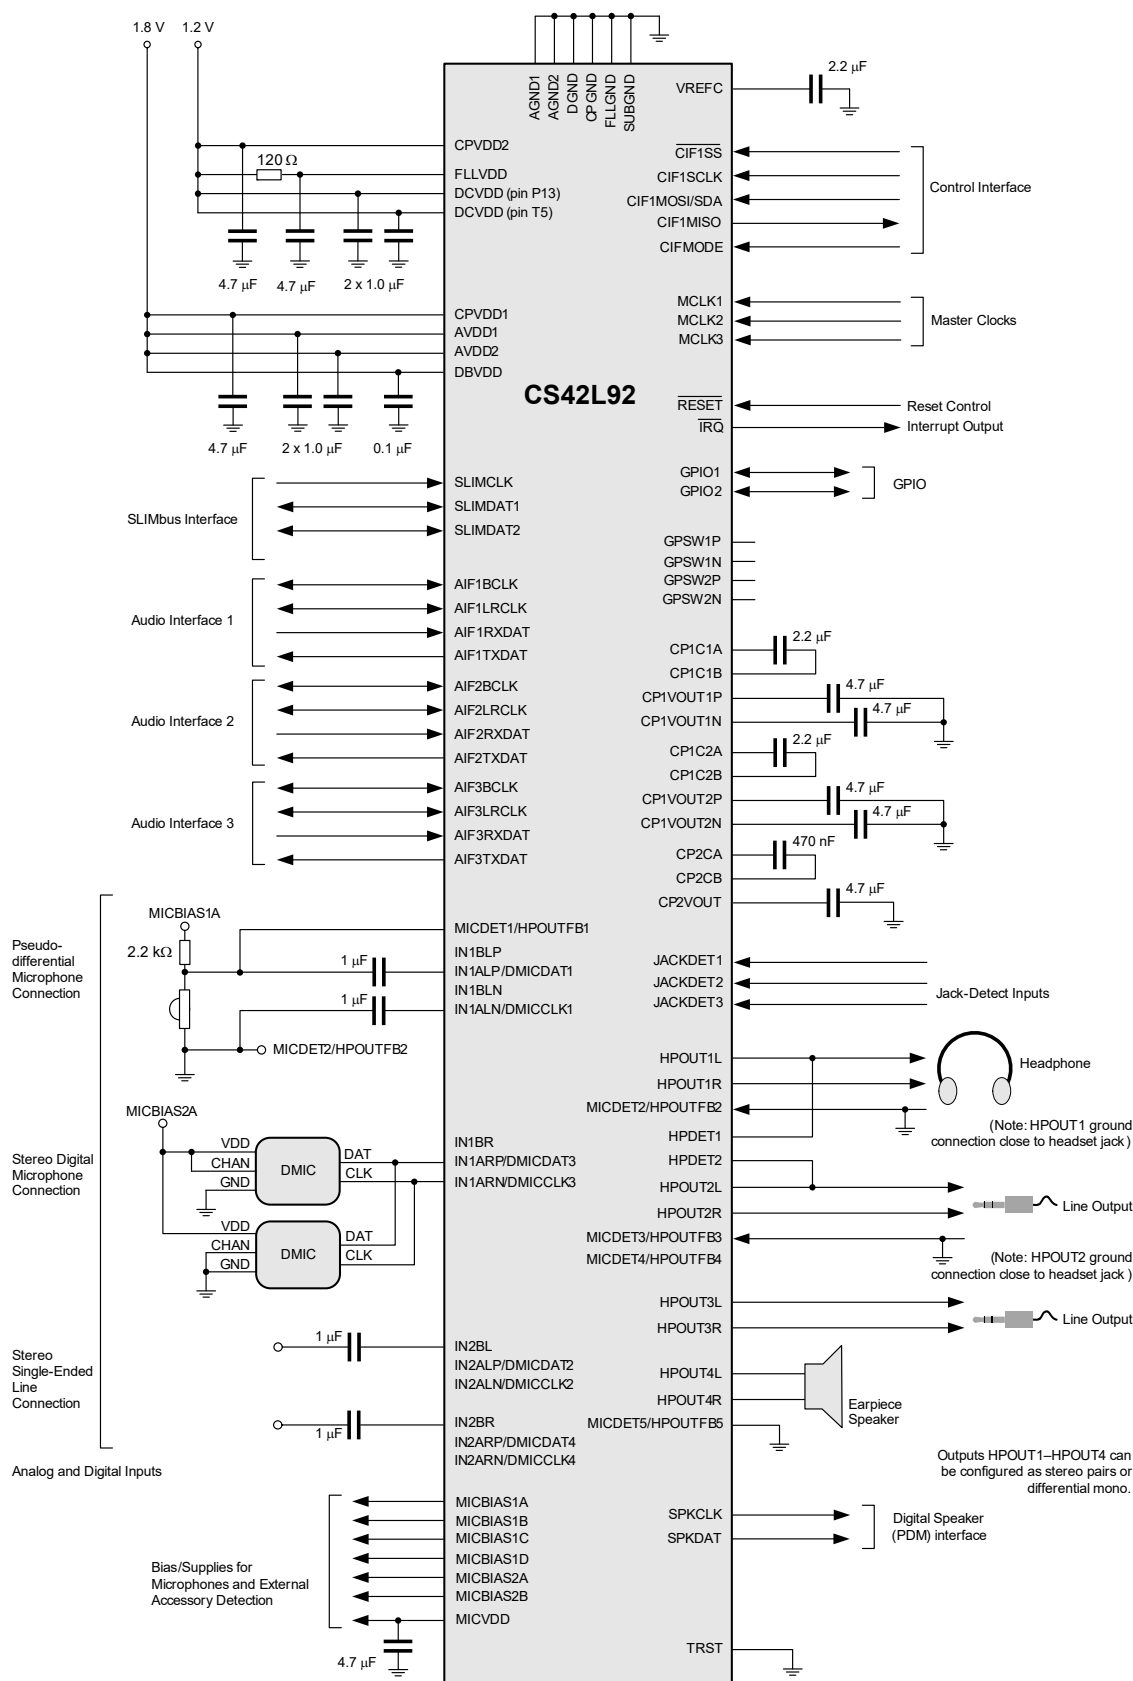 1.8 V
1.2 V
AGND1
AGND2
DGND
CPGND
FLLGND
SUBGND
VREFC
2.2 µF
CPVDD2
120 Ω
FLLVDD
DCVDD (pin P13)
DCVDD (pin T5)
4.7 µF
4.7 µF
2 x 1.0 µF
CIF1SS
CIF1SCLK
CIF1MOSI/SDA
CIF1MISO
CIFMODE
Control Interface
CPVDD1
AVDD1
AVDD2
DBVDD
4.7 µF
2 x 1.0 µF
0.1 µF
MCLK1
MCLK2
MCLK3
Master Clocks
CS42L92
RESET
Reset Control
IRQ
Interrupt Output
GPIO1
GPIO2
GPIO
SLIMbus Interface
SLIMCLK
SLIMDAT1
SLIMDAT2
GPSW1P
GPSW1N
GPSW2P
GPSW2N
Audio Interface 1
AIF1BCLK
AIF1LRCLK
AIF1RXDAT
AIF1TXDAT
Audio Interface 2
AIF2BCLK
AIF2LRCLK
AIF2RXDAT
AIF2TXDAT
Audio Interface 3
AIF3BCLK
AIF3LRCLK
AIF3RXDAT
AIF3TXDAT
CP1C1A
2.2 µF
CP1C1B
CP1VOUT1P
4.7 µF
CP1VOUT1N
4.7 µF
CP1C2A
2.2 µF
CP1C2B
CP1VOUT2P
4.7 µF
CP1VOUT2N
4.7 µF
CP2CA
470 nF
CP2CB
CP2VOUT
4.7 µF
Pseudo-
differential
Microphone
Connection
MICBIAS1A
2.2 kΩ
1 µF
1 µF
MICDET2/HPOUTFB2
MICDET1/HPOUTFB1
IN1BLP
IN1ALP/DMICDAT1
IN1BLN
IN1ALN/DMICCLK1
JACKDET1
JACKDET2
JACKDET3
Jack-Detect Inputs
HPOUT1L
HPOUT1R
Headphone
MICDET2/HPOUTFB2
(Note: HPOUT1 ground
connection close to headset jack )
HPDET1
HPDET2
Stereo Digital
Microphone
Connection
MICBIAS2A
VDD
CHAN
GND
DMIC
DAT
CLK
VDD
CHAN
GND
DMIC
DAT
CLK
IN1BR
IN1ARP/DMICDAT3
IN1ARN/DMICCLK3
HPOUT2L
HPOUT2R
Line Output
MICDET3/HPOUTFB3
MICDET4/HPOUTFB4
(Note: HPOUT2 ground
connection close to headset jack )
HPOUT3L
HPOUT3R
Line Output
Stereo
Single-Ended
Line
Connection
1 µF
1 µF
IN2BL
IN2ALP/DMICDAT2
IN2ALN/DMICCLK2
IN2BR
IN2ARP/DMICDAT4
IN2ARN/DMICCLK4
HPOUT4L
HPOUT4R
Earpiece
Speaker
MICDET5/HPOUTFB5
Analog and Digital Inputs
Outputs HPOUT1–HPOUT4 can
be configured as stereo pairs or
differential mono.
Bias/Supplies for
Microphones and External
Accessory Detection
MICBIAS1A
MICBIAS1B
MICBIAS1C
MICBIAS1D
MICBIAS2A
MICBIAS2B
MICVDD
4.7 µF
SPKCLK
SPKDAT
Digital Speaker
(PDM) interface
TRST